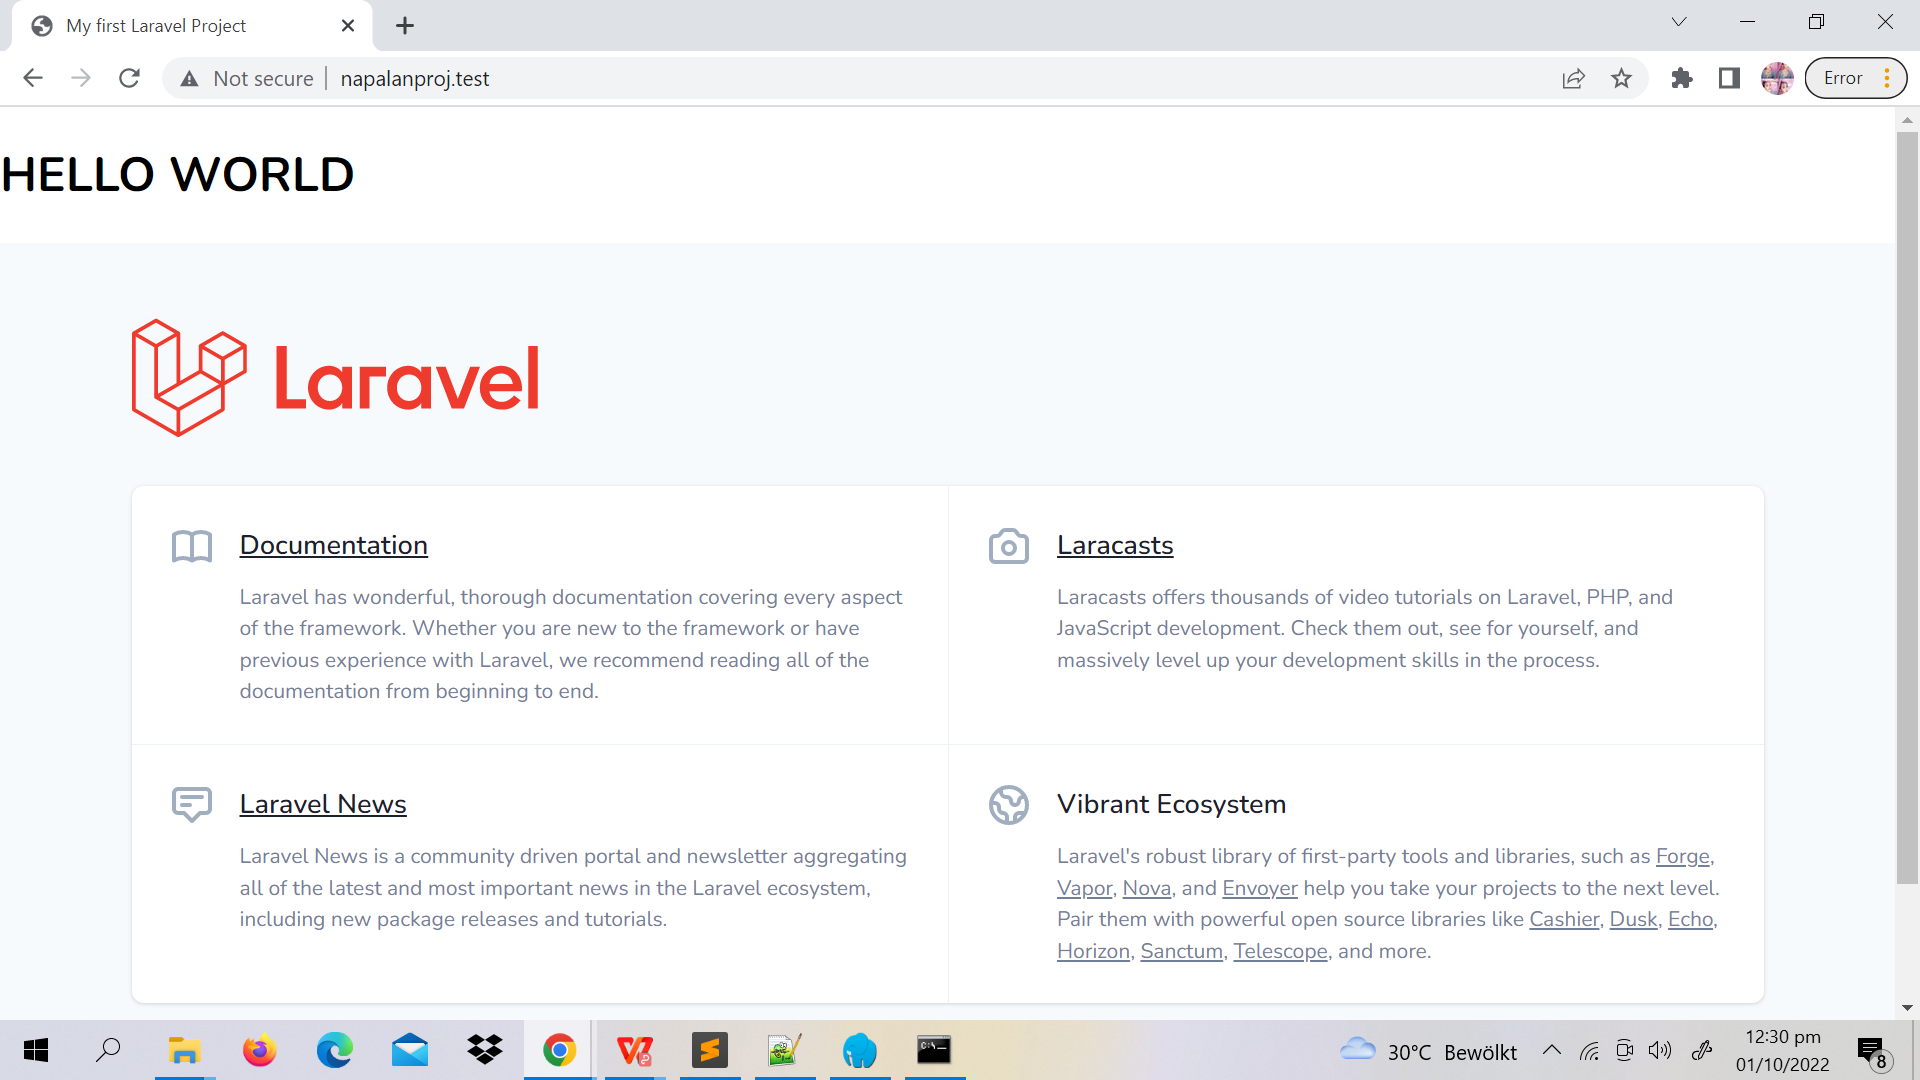 My first Laravel Project
Not secure
napalanproj.test
Error
HELLO WORLD
Laravel
Documentation
Laravel has wonderful, thorough documentation covering every aspect
of the framework. Whether you are new to the framework or have
previous experience with Laravel, we recommend reading all of the
documentation from beginning to end.
Laracasts
Laracasts offers thousands of video tutorials on Laravel, PHP, and
JavaScript development. Check them out, see for yourself, and
massively level up your development skills in the process.
Laravel News
Laravel News is a community driven portal and newsletter aggregating
all of the latest and most important news in the Laravel ecosystem,
including new package releases and tutorials.
Vibrant Ecosystem
Laravel's robust library of first-party tools and libraries, such as Forge,
Vapor, Nova, and Envoyer help you take your projects to the next level.
Pair them with powerful open source libraries like Cashier, Dusk, Echo,
Horizon, Sanctum, Telescope, and more.
30°C Bewölkt
12:30 pm
01/10/2022
8